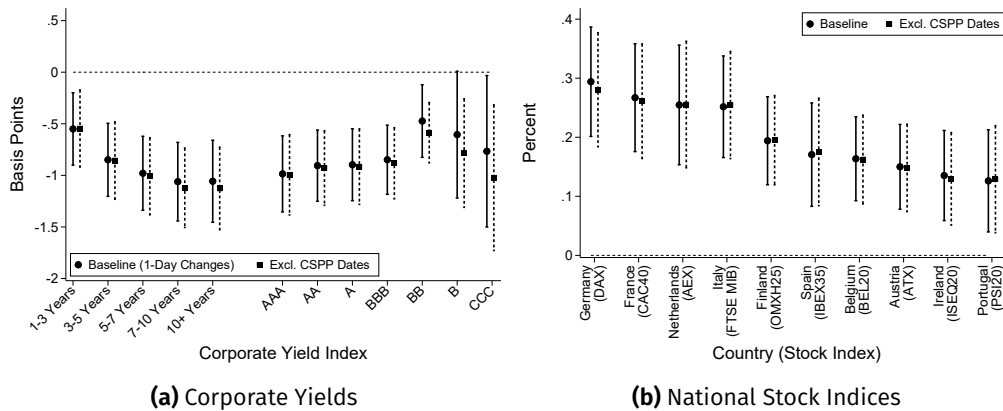 .5
0
-.5
-1
-1.5
-2
Basis Points
Baseline (1-Day Changes)
Excl. CSPP Dates
1-3 Years
3-5 Years
5-7 Years
7-10 Years
10+ Years
AAA
AA
A
BBB
BB
B
CCC
Corporate Yield Index
(a) Corporate Yields
.4
.3
.2
.1
0
Percent
Baseline
Excl. CSPP Dates
Germany
(DAX)
France
(CAC40)
Netherlands
(AEX)
Italy
(FTSE MIB)
Finland
(OMXH25)
Spain
(IBEX35)
Belgium
(BEL20)
Austria
(ATX)
Ireland
(ISEQ20)
Portugal
(PSI20)
Country (Stock Index)
(b) National Stock Indices